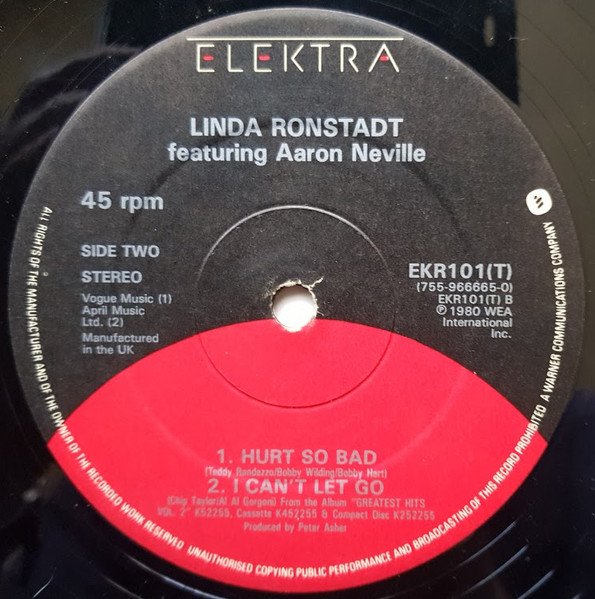 ELEKTRA
LINDA RONSTADT
featuring Aaron Neville
45 rpm
SIDE TWO
STEREO
Vogue Music (1)
April Music
Ltd. (2)
Manufactured
in the UK
EKR101(T)
(755-966665-0)
EKR101(T) B
℗ 1980 WEA
International
Inc.
1. HURT SO BAD
(Teddy Randazzo/Bobby Wilding/Bobby Hart)
2. I CAN'T LET GO
(Chip Taylor/Al Al Gorgoni) From the Album "GREATEST HITS
VOL. 2" K52255, Cassette K452255 & Compact Disc K252255
Produced by Peter Asher
ALL RIGHTS OF THE MANUFACTURER AND OF THE OWNER OF THE RECORDED WORK RESERVED. UNAUTHORISED COPYING PUBLIC PERFORMANCE AND BROADCASTING OF THIS RECORD PROHIBITED. A WARNER COMMUNICATIONS COMPANY